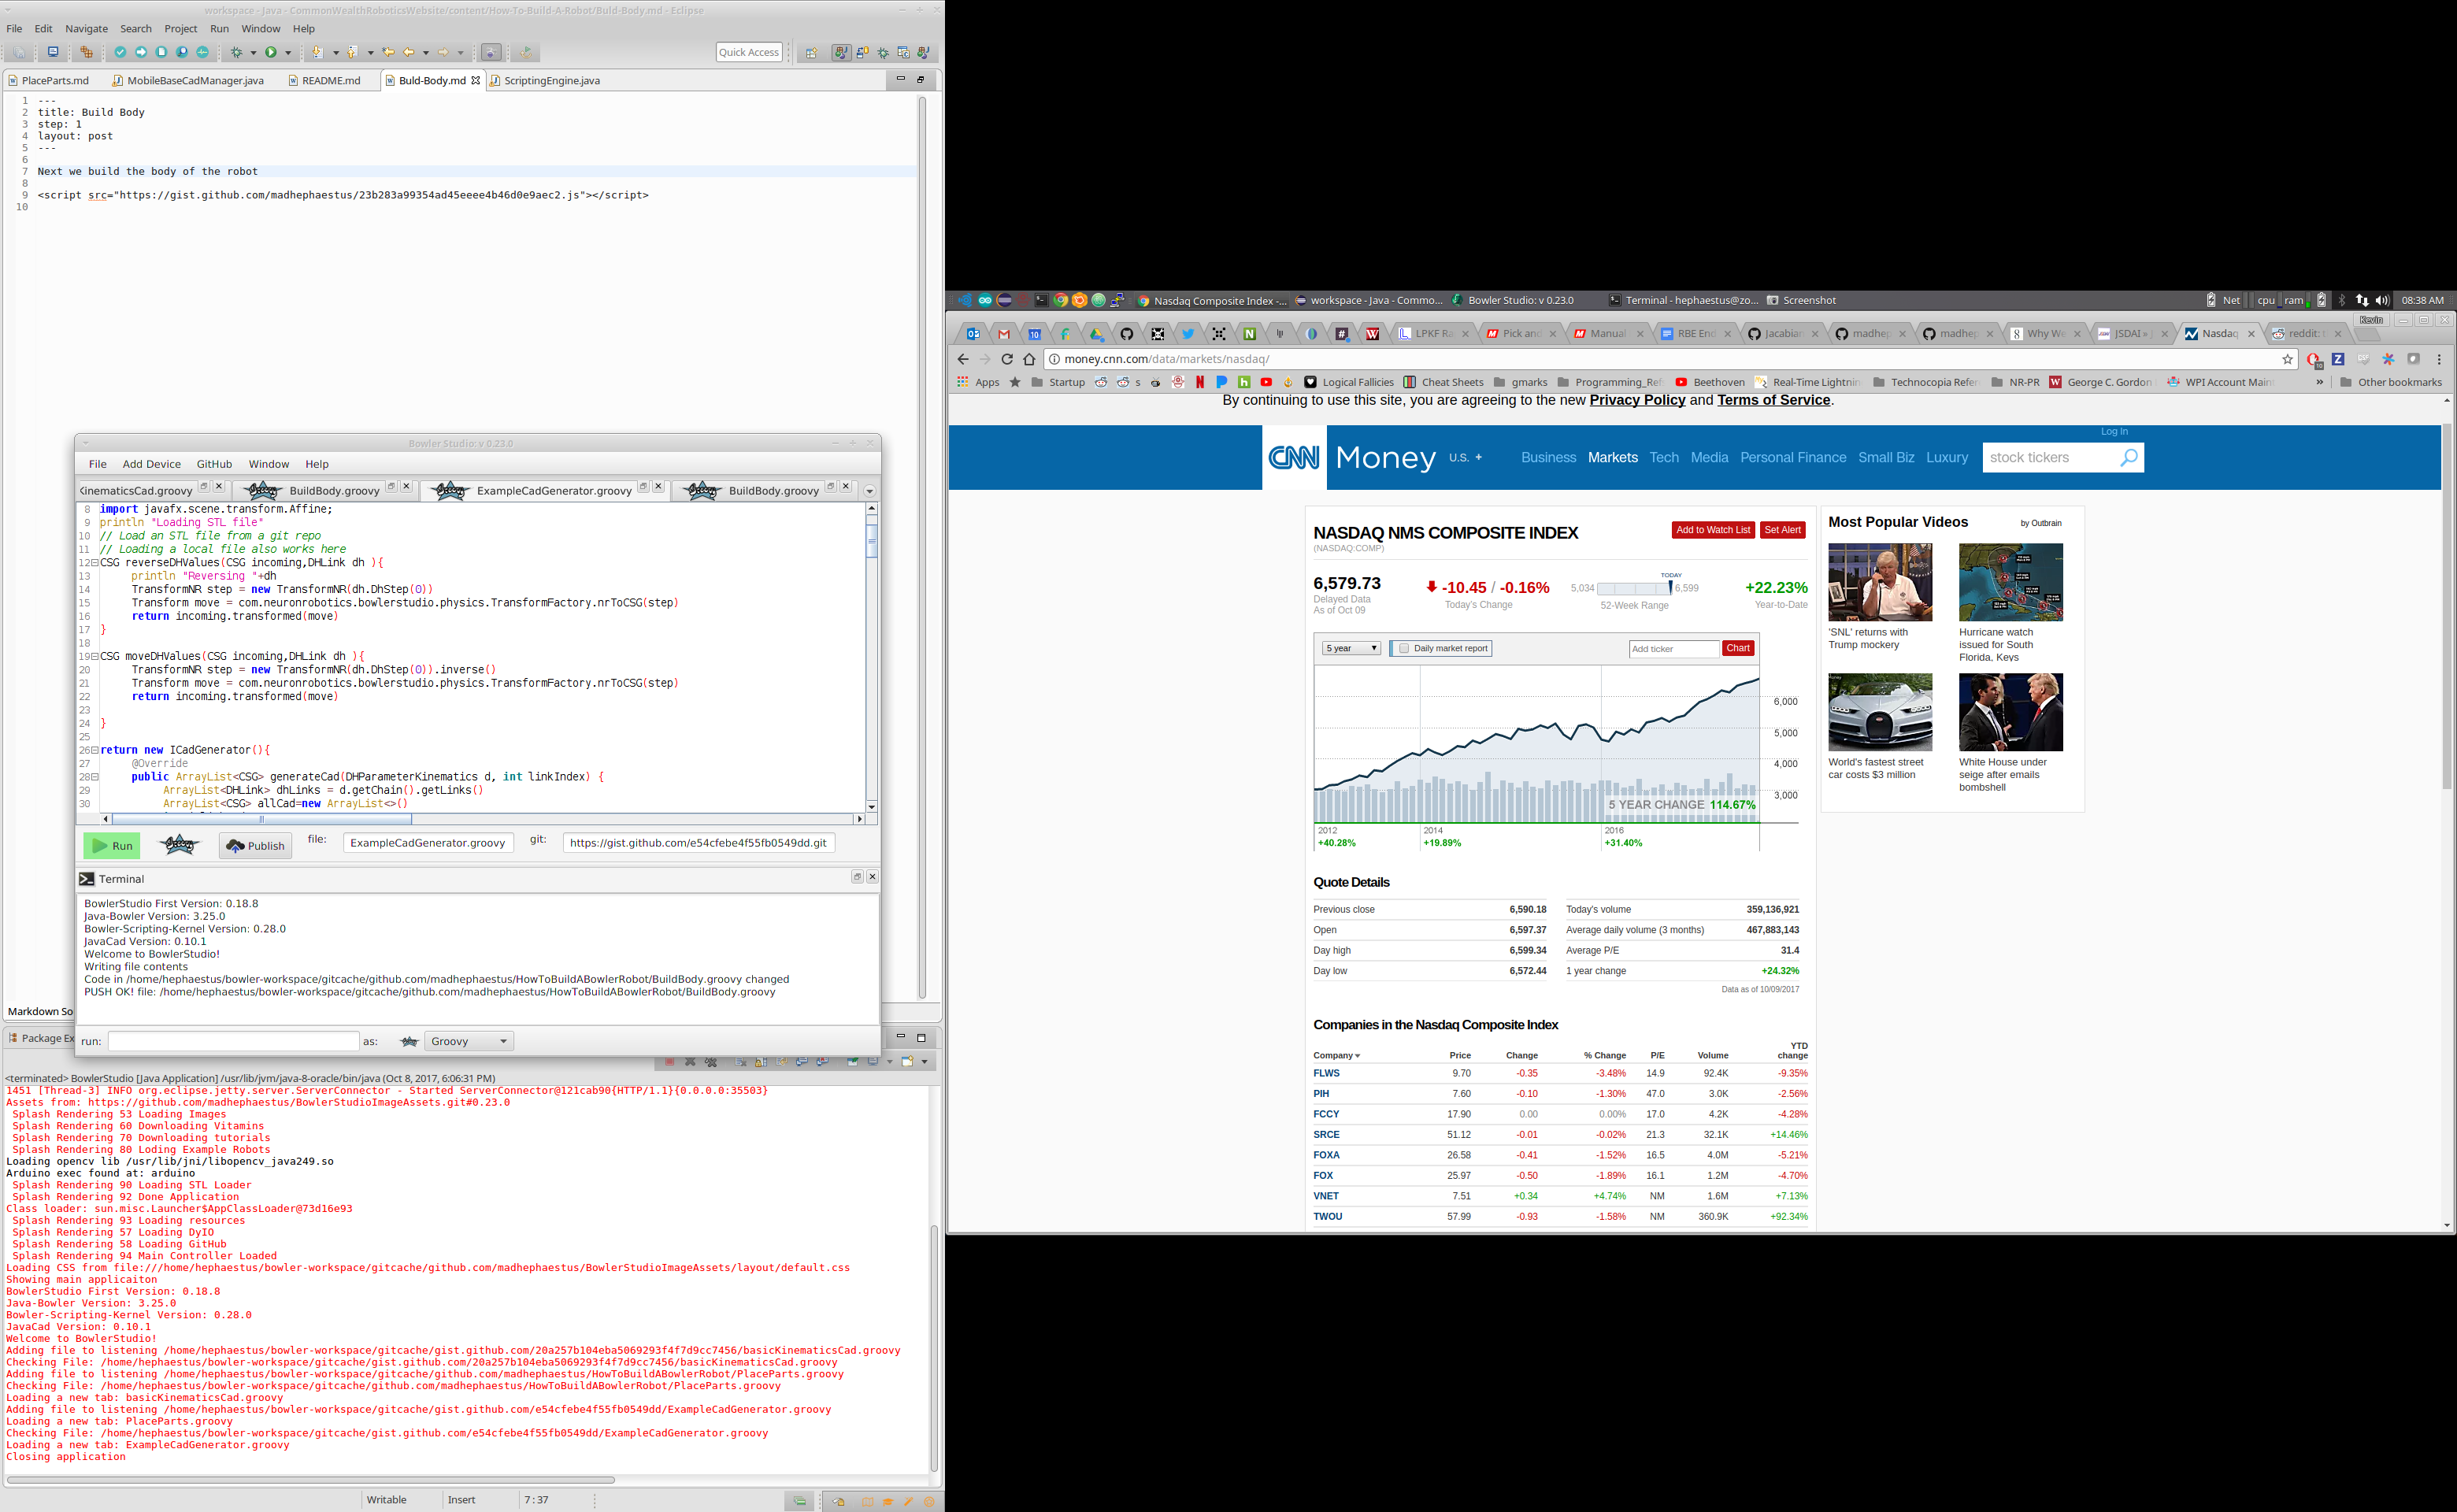 workspace - Java - CommonWealthRoboticsWebsite/content/How-To-Build-A-Robot/Buld-Body.md - Eclipse
File Edit Navigate Search Project Run Window Help
Quick Access
PlaceParts.md MobileBaseCadManager.java README.md Buld-Body.md ScriptingEngine.java
1 ---
2 title: Build Body
3 step: 1
4 layout: post
5 ---
6
7 Next we build the body of the robot
8
9 <script src="https://gist.github.com/madhephaestus/23b283a99354ad45eeee4b46d0e9aec2.js"></script>
10
Bowler Studio: v 0.23.0
File Add Device GitHub Window Help
KinematicsCad.groovy BuildBody.groovy ExampleCadGenerator.groovy BuildBody.groovy
8 import javafx.scene.transform.Affine;
9 println "Loading STL file"
10 // Load an STL file from a git repo
11 // Loading a local file also works here
12 CSG reverseDHValues(CSG incoming,DHLink dh ){
13 println "Reversing "+dh
14 TransformNR step = new TransformNR(dh.DhStep(0))
15 Transform move = com.neuronrobotics.bowlerstudio.physics.TransformFactory.nrToCSG(step)
16 return incoming.transformed(move)
17 }
18
19 CSG moveDHValues(CSG incoming,DHLink dh ){
20 TransformNR step = new TransformNR(dh.DhStep(0)).inverse()
21 Transform move = com.neuronrobotics.bowlerstudio.physics.TransformFactory.nrToCSG(step)
22 return incoming.transformed(move)
23
24 }
25
26 return new ICadGenerator(){
27 @Override
28 public ArrayList<CSG> generateCad(DHParameterKinematics d, int linkIndex) {
29 ArrayList<DHLink> dhLinks = d.getChain().getLinks()
30 ArrayList<CSG> allCad=new ArrayList<>()
Run Publish file: ExampleCadGenerator.groovy git: https://gist.github.com/e54cfebe4f55fb0549dd.git
Terminal
BowlerStudio First Version: 0.18.8
Java-Bowler Version: 3.25.0
Bowler-Scripting-Kernel Version: 0.28.0
JavaCad Version: 0.10.1
Welcome to BowlerStudio!
Writing file contents
Code in /home/hephaestus/bowler-workspace/gitcache/github.com/madhephaestus/HowToBuildABowlerRobot/BuildBody.groovy changed
PUSH OK! file: /home/hephaestus/bowler-workspace/gitcache/github.com/madhephaestus/HowToBuildABowlerRobot/BuildBody.groovy
run: as: Groovy
Markdown So
Package Ex
<terminated> BowlerStudio [Java Application] /usr/lib/jvm/java-8-oracle/bin/java (Oct 8, 2017, 6:06:31 PM)
1451 [Thread-3] INFO org.eclipse.jetty.server.ServerConnector - Started ServerConnector@121cab90{HTTP/1.1}{0.0.0.0:35503}
Assets from: https://github.com/madhephaestus/BowlerStudioImageAssets.git#0.23.0
Splash Rendering 53 Loading Images
Splash Rendering 60 Downloading Vitamins
Splash Rendering 70 Downloading tutorials
Splash Rendering 80 Loding Example Robots
Loading opencv lib /usr/lib/jni/libopencv_java249.so
Arduino exec found at: arduino
Splash Rendering 90 Loading STL Loader
Splash Rendering 92 Done Application
Class loader: sun.misc.Launcher$AppClassLoader@73d16e93
Splash Rendering 93 Loading resources
Splash Rendering 57 Loading DyIO
Splash Rendering 58 Loading GitHub
Splash Rendering 94 Main Controller Loaded
Loading CSS from file:///home/hephaestus/bowler-workspace/gitcache/github.com/madhephaestus/BowlerStudioImageAssets/layout/default.css
Showing main applicaiton
BowlerStudio First Version: 0.18.8
Java-Bowler Version: 3.25.0
Bowler-Scripting-Kernel Version: 0.28.0
JavaCad Version: 0.10.1
Welcome to BowlerStudio!
Adding file to listening /home/hephaestus/bowler-workspace/gitcache/gist.github.com/20a257b104eba5069293f4f7d9cc7456/basicKinematicsCad.groovy
Checking File: /home/hephaestus/bowler-workspace/gitcache/gist.github.com/20a257b104eba5069293f4f7d9cc7456/basicKinematicsCad.groovy
Adding file to listening /home/hephaestus/bowler-workspace/gitcache/github.com/madhephaestus/HowToBuildABowlerRobot/PlaceParts.groovy
Checking File: /home/hephaestus/bowler-workspace/gitcache/github.com/madhephaestus/HowToBuildABowlerRobot/PlaceParts.groovy
Loading a new tab: basicKinematicsCad.groovy
Adding file to listening /home/hephaestus/bowler-workspace/gitcache/gist.github.com/e54cfebe4f55fb0549dd/ExampleCadGenerator.groovy
Loading a new tab: PlaceParts.groovy
Checking File: /home/hephaestus/bowler-workspace/gitcache/gist.github.com/e54cfebe4f55fb0549dd/ExampleCadGenerator.groovy
Loading a new tab: ExampleCadGenerator.groovy
Closing application
Writable Insert 7 : 37
Nasdaq Composite Index -... workspace - Java - Commo... Bowler Studio: v 0.23.0 Terminal - hephaestus@zo... Screenshot Net cpu ram 08:38 AM
Kevin
LPKF Ra Pick and Manual RBE End Jacabian madhep madhep Why We JSDAI » J Nasdaq reddit: t
money.cnn.com/data/markets/nasdaq/
Apps Startup s Logical Fallicies Cheat Sheets gmarks Programming_Ref Beethoven Real-Time Lightnin Technocopia Refer NR-PR George C. Gordon WPI Account Main » Other bookmarks
By continuing to use this site, you are agreeing to the new Privacy Policy and Terms of Service.
Log In
CNN Money U.S. + Business Markets Tech Media Personal Finance Small Biz Luxury stock tickers
NASDAQ NMS COMPOSITE INDEX Add to Watch List Set Alert
(NASDAQ:COMP)
6,579.73 -10.45 / -0.16% 5,034 TODAY 6,599 +22.23%
Delayed Data Today's Change 52-Week Range Year-to-Date
As of Oct 09
5 year Daily market report Add ticker Chart
6,000
5,000
4,000
3,000
5 YEAR CHANGE 114.67%
2012 2014 2016
+40.28% +19.89% +31.40%
Most Popular Videos by Outbrain
'SNL' returns with
Trump mockery
Hurricane watch
issued for South
Florida, Keys
World's fastest street
car costs $3 million
White House under
seige after emails
bombshell
Quote Details
Previous close 6,590.18 Today's volume 359,136,921
Open 6,597.37 Average daily volume (3 months) 467,883,143
Day high 6,599.34 Average P/E 31.4
Day low 6,572.44 1 year change +24.32%
Data as of 10/09/2017
Companies in the Nasdaq Composite Index
Company Price Change % Change P/E Volume YTD change
FLWS 9.70 -0.35 -3.48% 14.9 92.4K -9.35%
PIH 7.60 -0.10 -1.30% 47.0 3.0K -2.56%
FCCY 17.90 0.00 0.00% 17.0 4.2K -4.28%
SRCE 51.12 -0.01 -0.02% 21.3 32.1K +14.46%
FOXA 26.58 -0.41 -1.52% 16.5 4.0M -5.21%
FOX 25.97 -0.50 -1.89% 16.1 1.2M -4.70%
VNET 7.51 +0.34 +4.74% NM 1.6M +7.13%
TWOU 57.99 -0.93 -1.58% NM 360.9K +92.34%